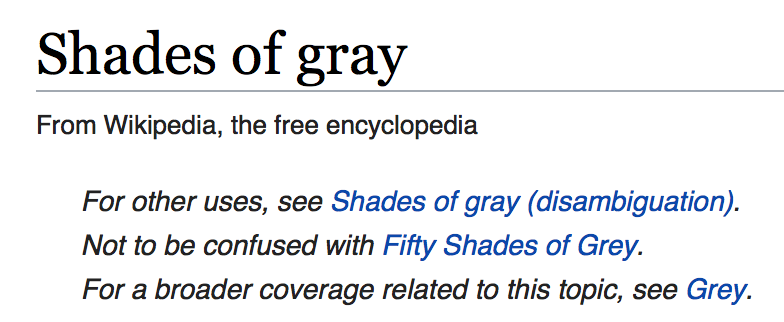 Shades of gray
From Wikipedia, the free encyclopedia
For other uses, see Shades of gray (disambiguation).
Not to be confused with Fifty Shades of Grey.
For a broader coverage related to this topic, see Grey.